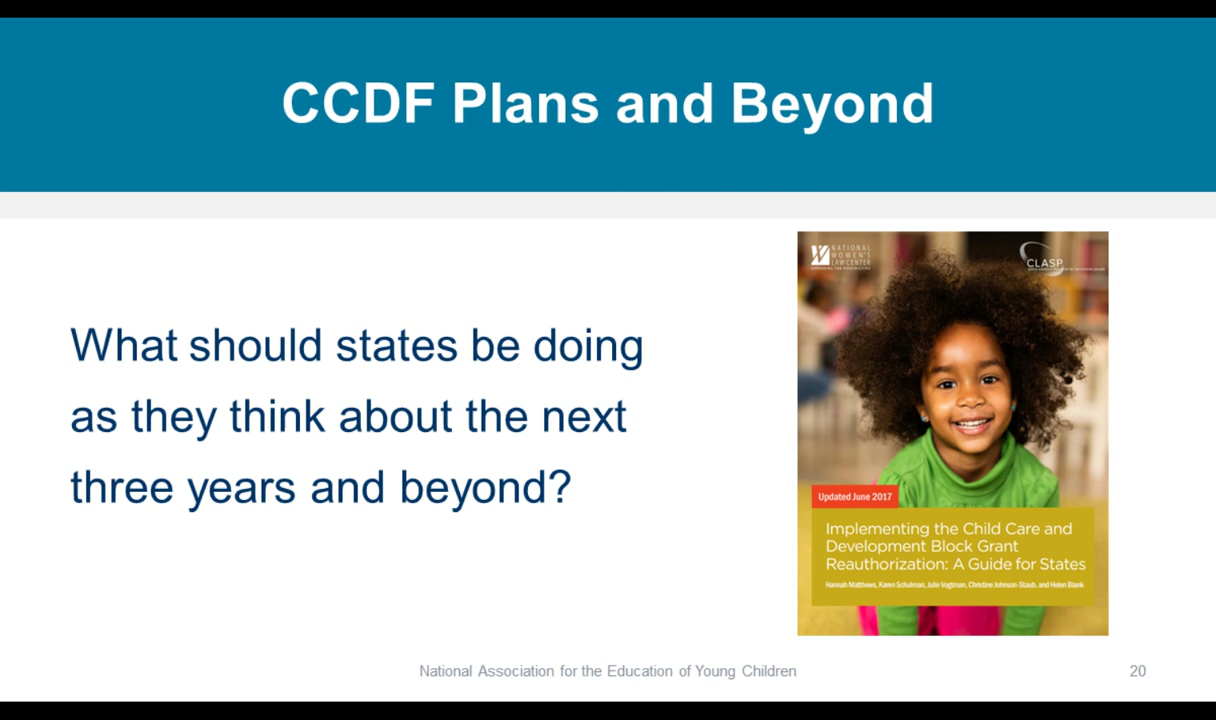 CCDF Plans and Beyond
What should states be doing
as they think about the next
three years and beyond?
NATIONAL
WOMEN'S
LAW CENTER
CLASP
Updated June 2017
Implementing the Child Care and
Development Block Grant
Reauthorization: A Guide for States
Hannah Matthews, Karen Schulman, Julie Vogtman, Christine Johnson-Staub, and Helen Blank
National Association for the Education of Young Children
20